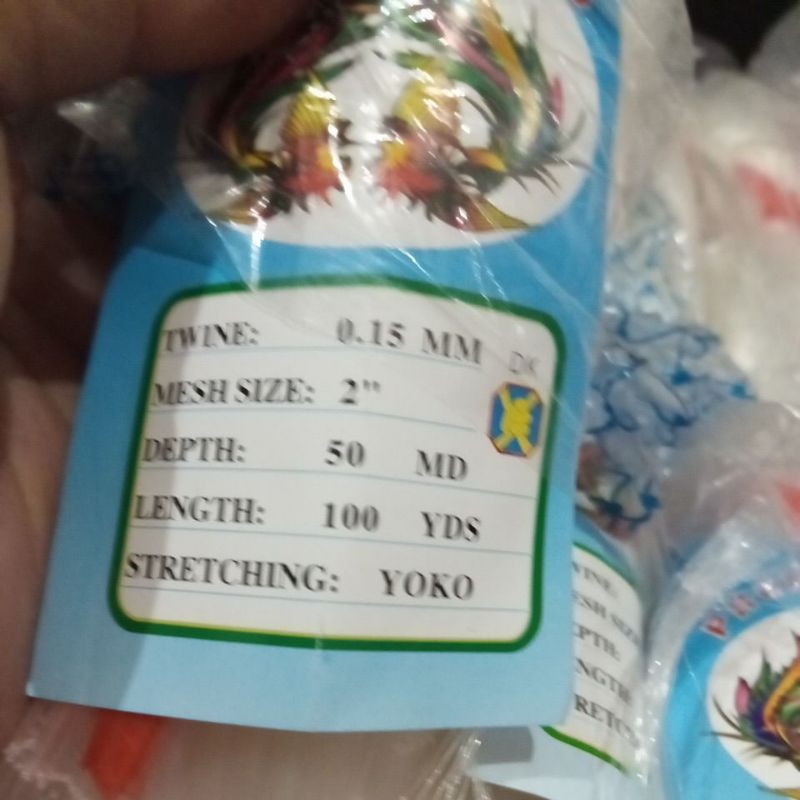 TWINE: 0.15 MM
DK
MESH SIZE: 2"
DEPTH: 50 MD
LENGTH: 100 YDS
STRETCHING: YOKO